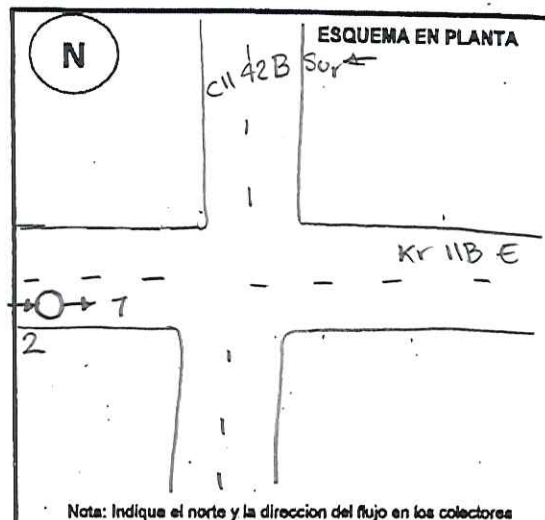 ESQUEMA EN PLANTA
N
Cll 42B Sur
Kr 11B E
1
2
Nota: Indique el norte y la direccion del flujo en los colectores